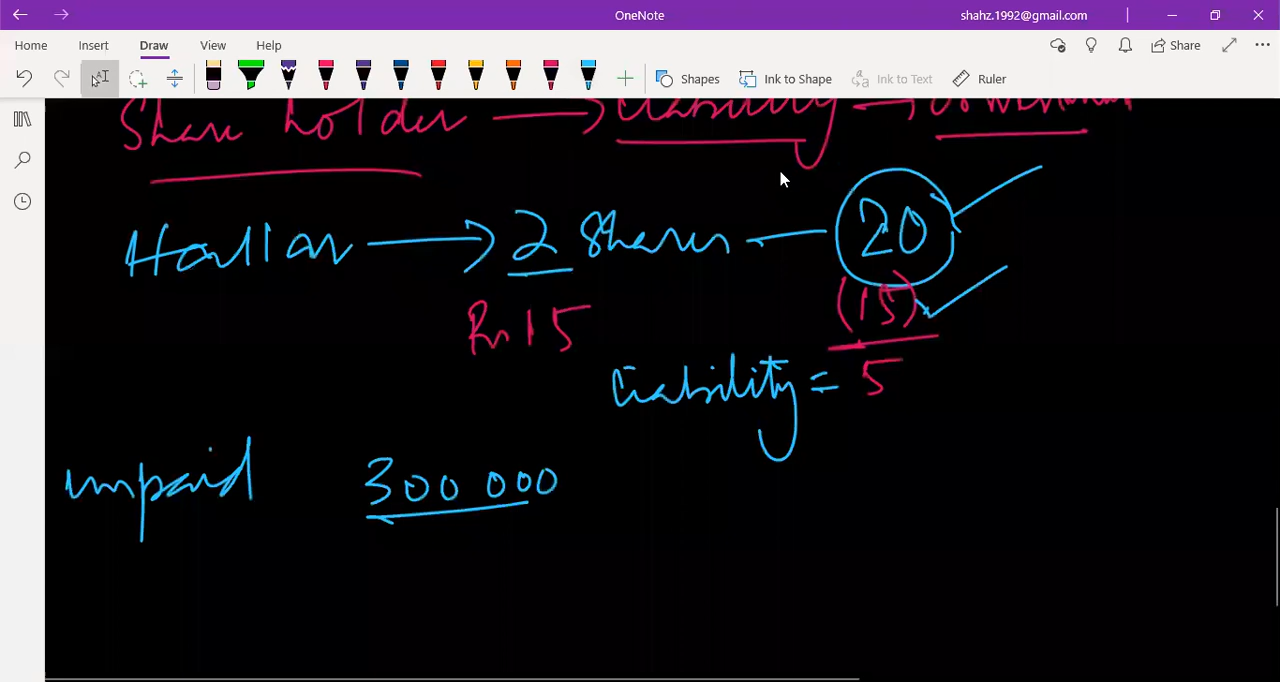 OneNote
shahz.1992@gmail.com
Home Insert Draw View Help
Share
Shapes Ink to Shape Ink to Text Ruler
Share holder → Liability →
→ 2 Shares — 20
Rs 15 (15)
Liability = 5
unpaid 300 000